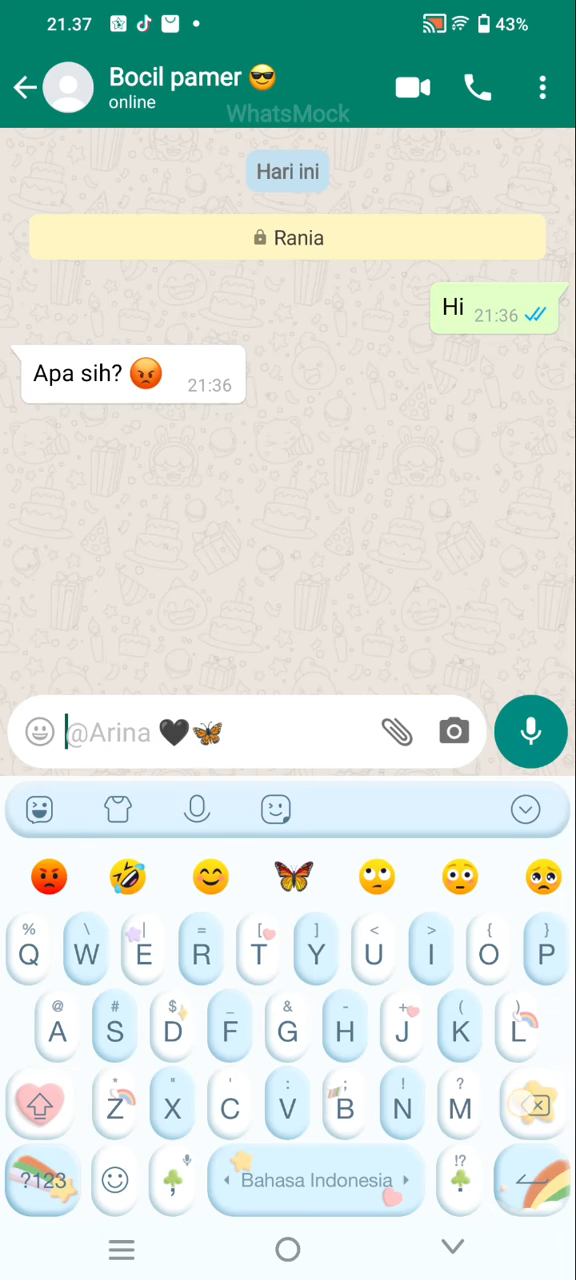 21.37
43%
Bocil pamer 😎
online
WhatsMock
Hari ini
Rania
Hi 21:36
Apa sih? 😡 21:36
@Arina 🖤🦋
% \ | = [ ] < > { }
Q W E R T Y U I O P
@ # $ _ & - + ( )
A S D F G H J K L
* " ' : ; ! ?
Z X C V B N M
!?
?123 , Bahasa Indonesia .